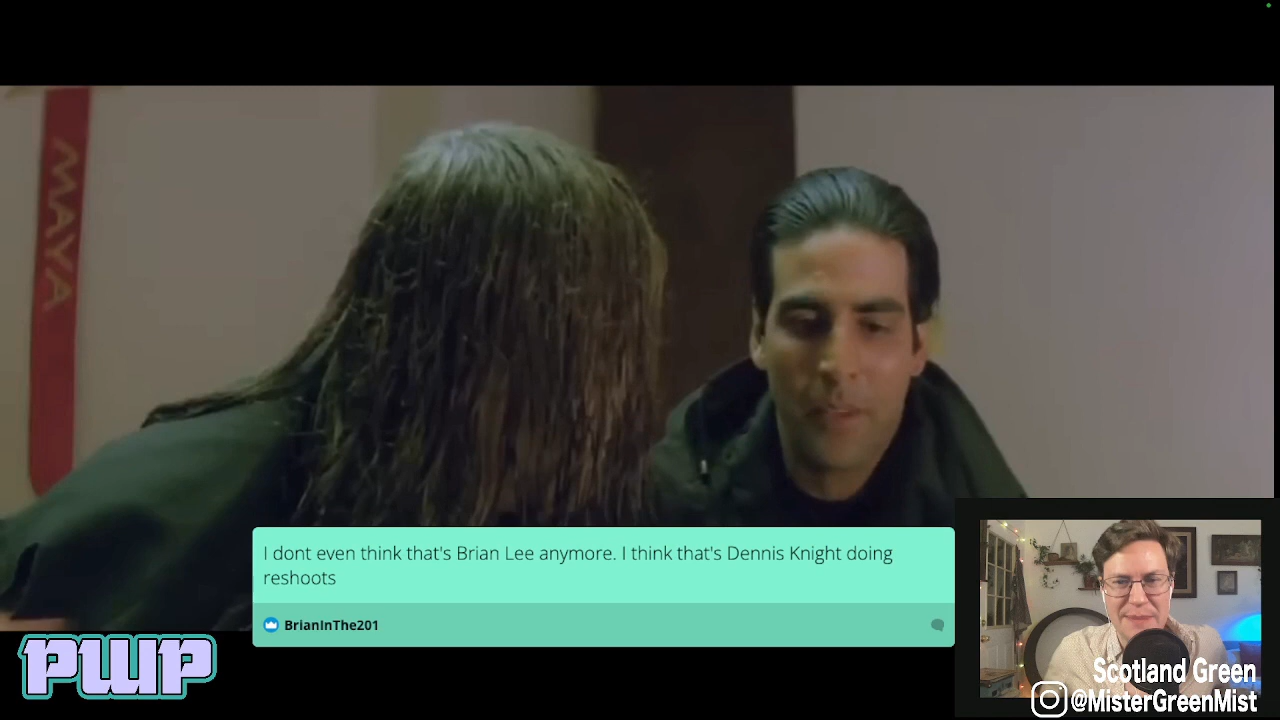 MAYA
I dont even think that's Brian Lee anymore. I think that's Dennis Knight doing
reshoots
BrianInThe201
PWP
Scotland Green
@MisterGreenMist